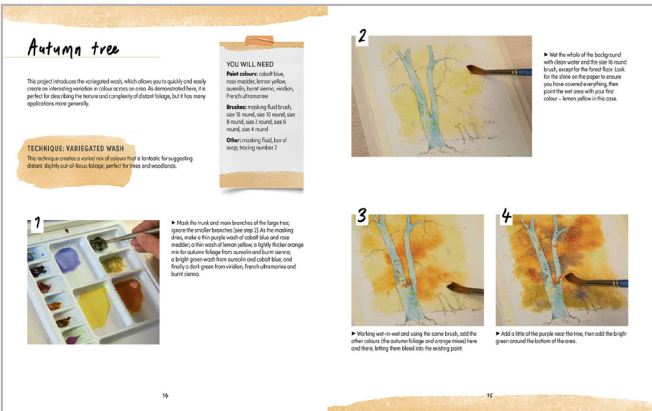 Autumn tree
This project introduces the variegated wash, which allows you to quickly and easily
create an interesting variation in colour across an area. As demonstrated here, it is
perfect for describing the texture and complexity of distant foliage, but it has many
applications more generally.
TECHNIQUE: VARIEGATED WASH
This technique creates a varied mix of colours that is fantastic for suggesting
distant, slightly out-of-focus foliage; perfect for trees and woodlands.
YOU WILL NEED
Paint colours: cobalt blue,
rose madder, lemon yellow,
aureolin, burnt sienna, viridian,
French ultramarine
Brushes: masking fluid brush,
size 16 round, size 10 round, size
8 round, size 2 round, size 6
round, size 4 round
Other: masking fluid, bar of
soap, tracing number 2
1
► Mask the trunk and main branches of the large tree;
ignore the smaller branches (see step 2). As the masking
dries, make a thin purple wash of cobalt blue and rose
madder; a thin wash of lemon yellow; a lightly thicker orange
mix for autumn foliage from aureolin and burnt sienna;
a bright green wash from aureolin and cobalt blue; and
finally a dark green from viridian, French ultramarine and
burnt sienna.
14
2
► Wet the whole of the background
with clean water and the size 16 round
brush, except for the forest floor. Look
for the shine on the paper to ensure
you have covered everything, then
paint the wet area with your first
colour – lemon yellow in this case.
3
► Working wet-in-wet and using the same brush, add the
other colours (the autumn foliage and orange mixes) here
and there, letting them bleed into the existing paint.
4
► Add a little of the purple near the tree, then add the bright
green around the bottom of the area.
15